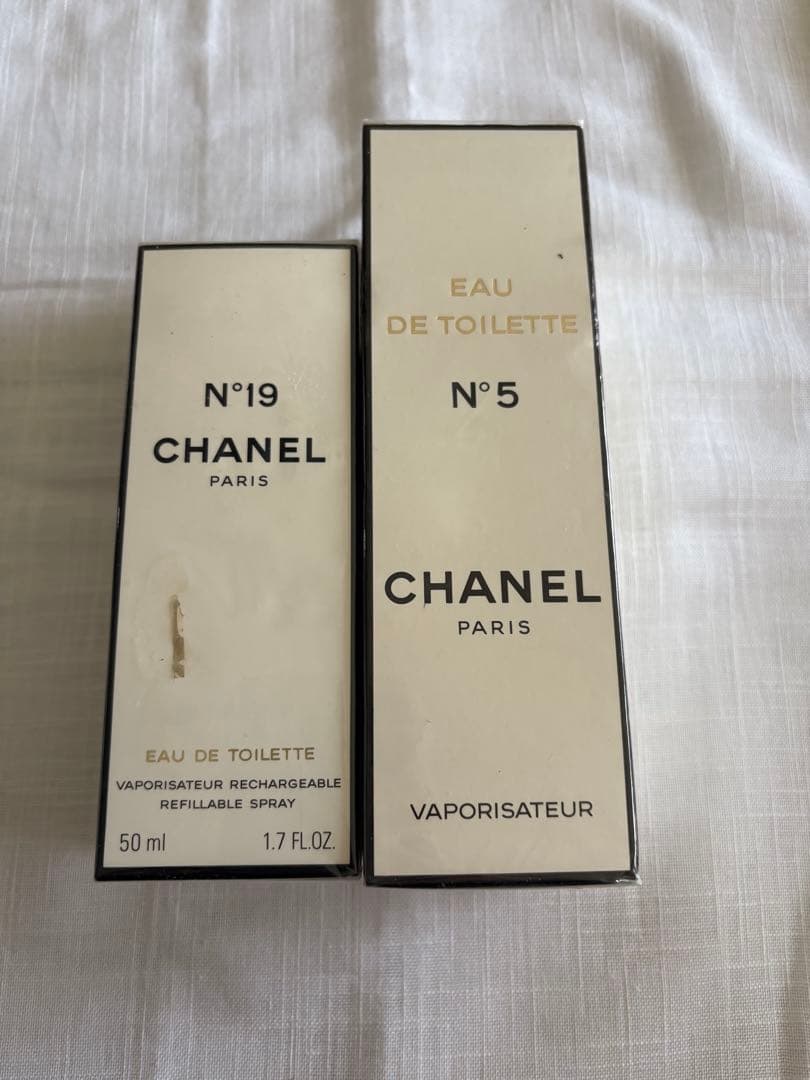 N°19
CHANEL
PARIS
EAU DE TOILETTE
VAPORISATEUR RECHARGEABLE
REFILLABLE SPRAY
50 ml 1.7 FL.OZ.
EAU
DE TOILETTE
N°5
CHANEL
PARIS
VAPORISATEUR